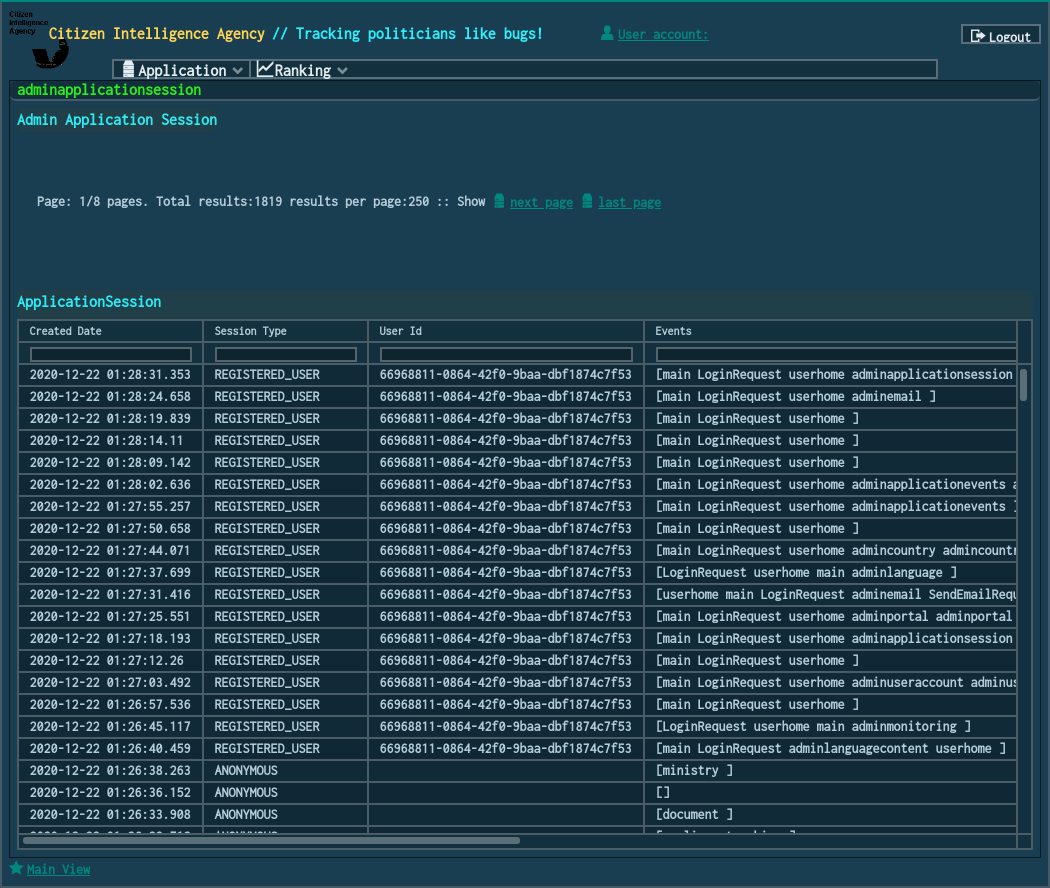 Citizen
Intelligence
Agency
Citizen Intelligence Agency // Tracking politicians like bugs!
User account:
Logout
Application
Ranking
adminapplicationsession
Admin Application Session
Page: 1/8 pages. Total results:1819 results per page:250 :: Show next page last page
ApplicationSession
Created Date Session Type User Id Events
2020-12-22 01:28:31.353 REGISTERED_USER 66968811-0864-42f0-9baa-dbf1874c7f53 [main LoginRequest userhome adminapplicationsession
2020-12-22 01:28:24.658 REGISTERED_USER 66968811-0864-42f0-9baa-dbf1874c7f53 [main LoginRequest userhome adminemail ]
2020-12-22 01:28:19.839 REGISTERED_USER 66968811-0864-42f0-9baa-dbf1874c7f53 [main LoginRequest userhome ]
2020-12-22 01:28:14.11 REGISTERED_USER 66968811-0864-42f0-9baa-dbf1874c7f53 [main LoginRequest userhome ]
2020-12-22 01:28:09.142 REGISTERED_USER 66968811-0864-42f0-9baa-dbf1874c7f53 [main LoginRequest userhome ]
2020-12-22 01:28:02.636 REGISTERED_USER 66968811-0864-42f0-9baa-dbf1874c7f53 [main LoginRequest userhome adminapplicationevents
2020-12-22 01:27:55.257 REGISTERED_USER 66968811-0864-42f0-9baa-dbf1874c7f53 [main LoginRequest userhome adminapplicationevents ]
2020-12-22 01:27:50.658 REGISTERED_USER 66968811-0864-42f0-9baa-dbf1874c7f53 [main LoginRequest userhome ]
2020-12-22 01:27:44.071 REGISTERED_USER 66968811-0864-42f0-9baa-dbf1874c7f53 [main LoginRequest userhome admincountry admincountr
2020-12-22 01:27:37.699 REGISTERED_USER 66968811-0864-42f0-9baa-dbf1874c7f53 [LoginRequest userhome main adminlanguage ]
2020-12-22 01:27:31.416 REGISTERED_USER 66968811-0864-42f0-9baa-dbf1874c7f53 [userhome main LoginRequest adminemail SendEmailRequ
2020-12-22 01:27:25.551 REGISTERED_USER 66968811-0864-42f0-9baa-dbf1874c7f53 [main LoginRequest userhome adminportal adminportal
2020-12-22 01:27:18.193 REGISTERED_USER 66968811-0864-42f0-9baa-dbf1874c7f53 [main LoginRequest userhome adminapplicationsession
2020-12-22 01:27:12.26 REGISTERED_USER 66968811-0864-42f0-9baa-dbf1874c7f53 [main LoginRequest userhome ]
2020-12-22 01:27:03.492 REGISTERED_USER 66968811-0864-42f0-9baa-dbf1874c7f53 [main LoginRequest userhome adminuseraccount adminus
2020-12-22 01:26:57.536 REGISTERED_USER 66968811-0864-42f0-9baa-dbf1874c7f53 [main LoginRequest userhome ]
2020-12-22 01:26:45.117 REGISTERED_USER 66968811-0864-42f0-9baa-dbf1874c7f53 [LoginRequest userhome main adminmonitoring ]
2020-12-22 01:26:40.459 REGISTERED_USER 66968811-0864-42f0-9baa-dbf1874c7f53 [main LoginRequest adminlanguagecontent userhome ]
2020-12-22 01:26:38.263 ANONYMOUS [ministry ]
2020-12-22 01:26:36.152 ANONYMOUS []
2020-12-22 01:26:33.908 ANONYMOUS [document ]
Main View